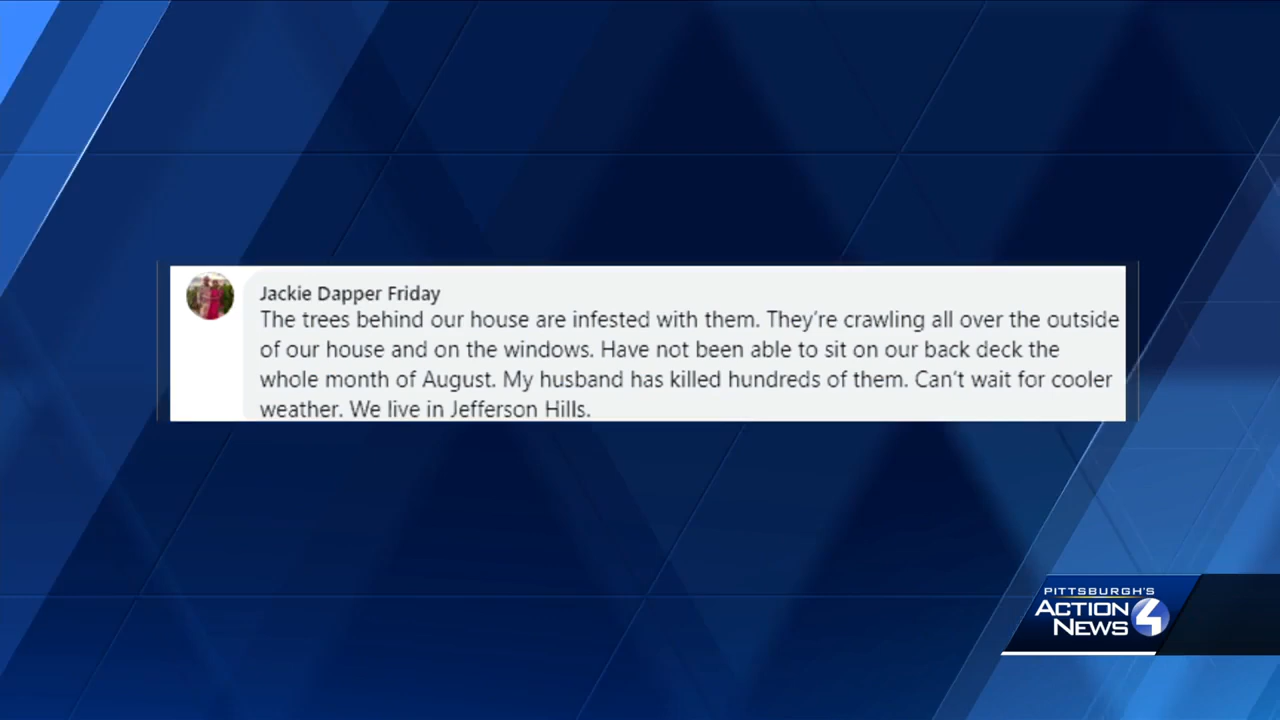 Jackie Dapper Friday
The trees behind our house are infested with them. They're crawling all over the outside
of our house and on the windows. Have not been able to sit on our back deck the
whole month of August. My husband has killed hundreds of them. Can't wait for cooler
weather. We live in Jefferson Hills.
PITTSBURGH'S
ACTION
NEWS 4